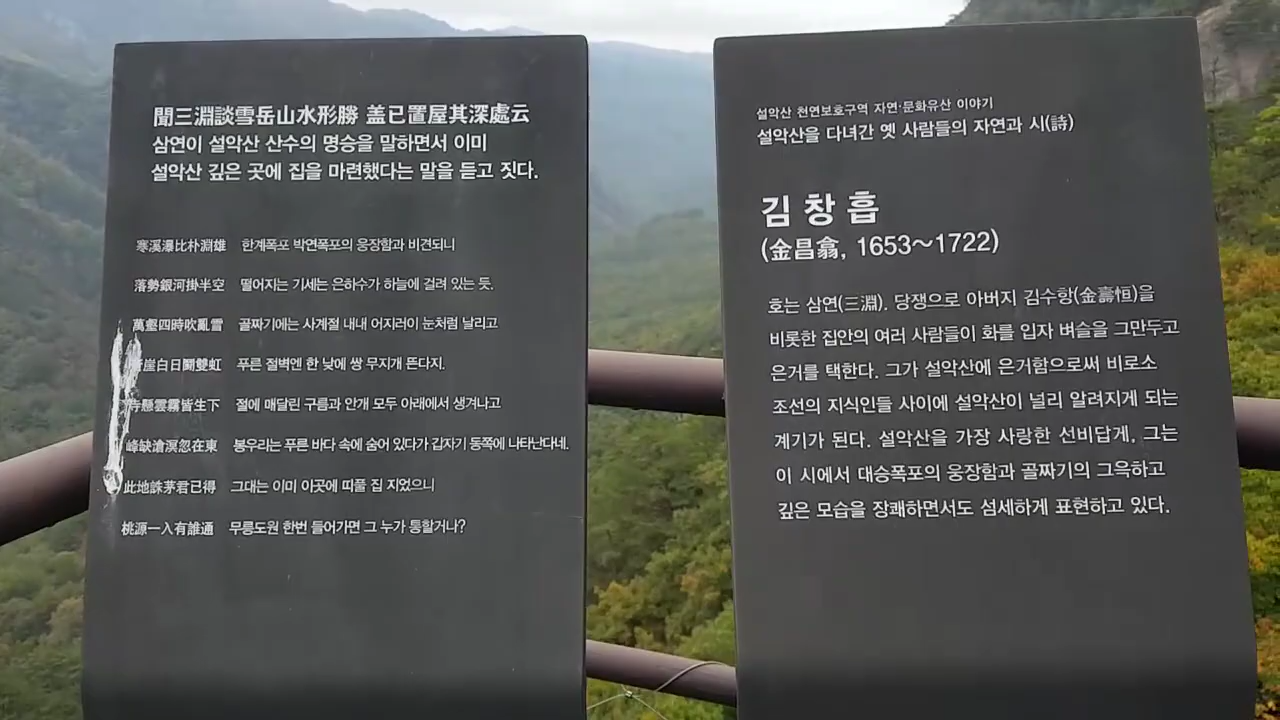 聞三淵談雪岳山水形勝 盖已置屋其深處云
삼연이 설악산 산수의 명승을 말하면서 이미
설악산 깊은 곳에 집을 마련했다는 말을 듣고 짓다.
寒溪瀑比朴淵雄 한계폭포 박연폭포의 웅장함과 비견되니
落勢銀河掛半空 떨어지는 기세는 은하수가 하늘에 걸려 있는 듯.
萬壑四時吹亂雪 골짜기에는 사계절 내내 어지러이 눈처럼 날리고
崖白日鬪雙虹 푸른 절벽엔 한 낮에 쌍 무지개 뜬다지.
寺懸雲霧皆生下 절에 매달린 구름과 안개 모두 아래에서 생겨나고
峰缺滄溟忽在東 봉우리는 푸른 바다 속에 숨어 있다가 갑자기 동쪽에 나타난다네.
此地誅茅君已得 그대는 이미 이곳에 따풀 집 지었으니
桃源一入有誰通 무릉도원 한번 들어가면 그 누가 통할거나?
설악산 천연보호구역 자연·문화유산 이야기
설악산을 다녀간 옛 사람들의 자연과 시(詩)
김창흡
(金昌翕, 1653~1722)
호는 삼연(三淵). 당쟁으로 아버지 김수항(金壽恒)을
비롯한 집안의 여러 사람들이 화를 입자 벼슬을 그만두고
은거를 택한다. 그가 설악산에 은거함으로써 비로소
조선의 지식인들 사이에 설악산이 널리 알려지게 되는
계기가 된다. 설악산을 가장 사랑한 선비답게, 그는
이 시에서 대승폭포의 웅장함과 골짜기의 그윽하고
깊은 모습을 장쾌하면서도 섬세하게 표현하고 있다.